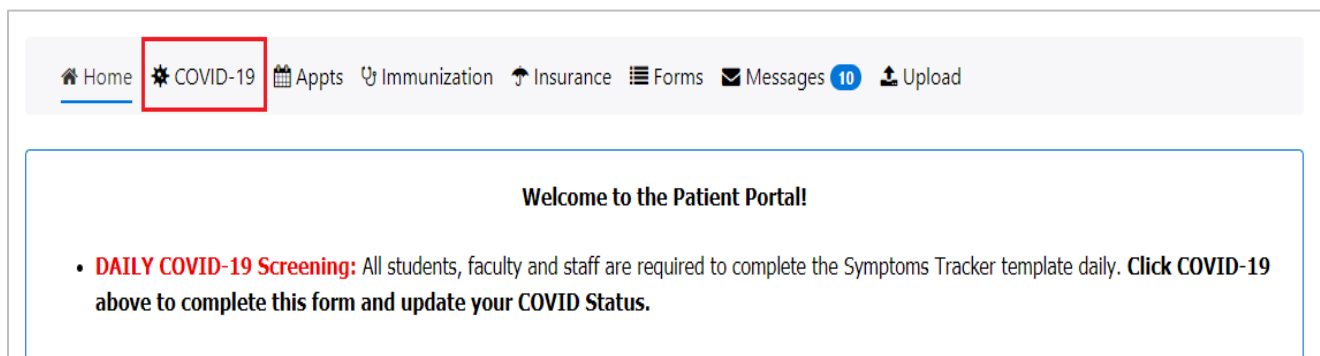 Home COVID-19 Appts Immunization Insurance Forms Messages 10 Upload
Welcome to the Patient Portal!
• DAILY COVID-19 Screening: All students, faculty and staff are required to complete the Symptoms Tracker template daily. Click COVID-19
above to complete this form and update your COVID Status.